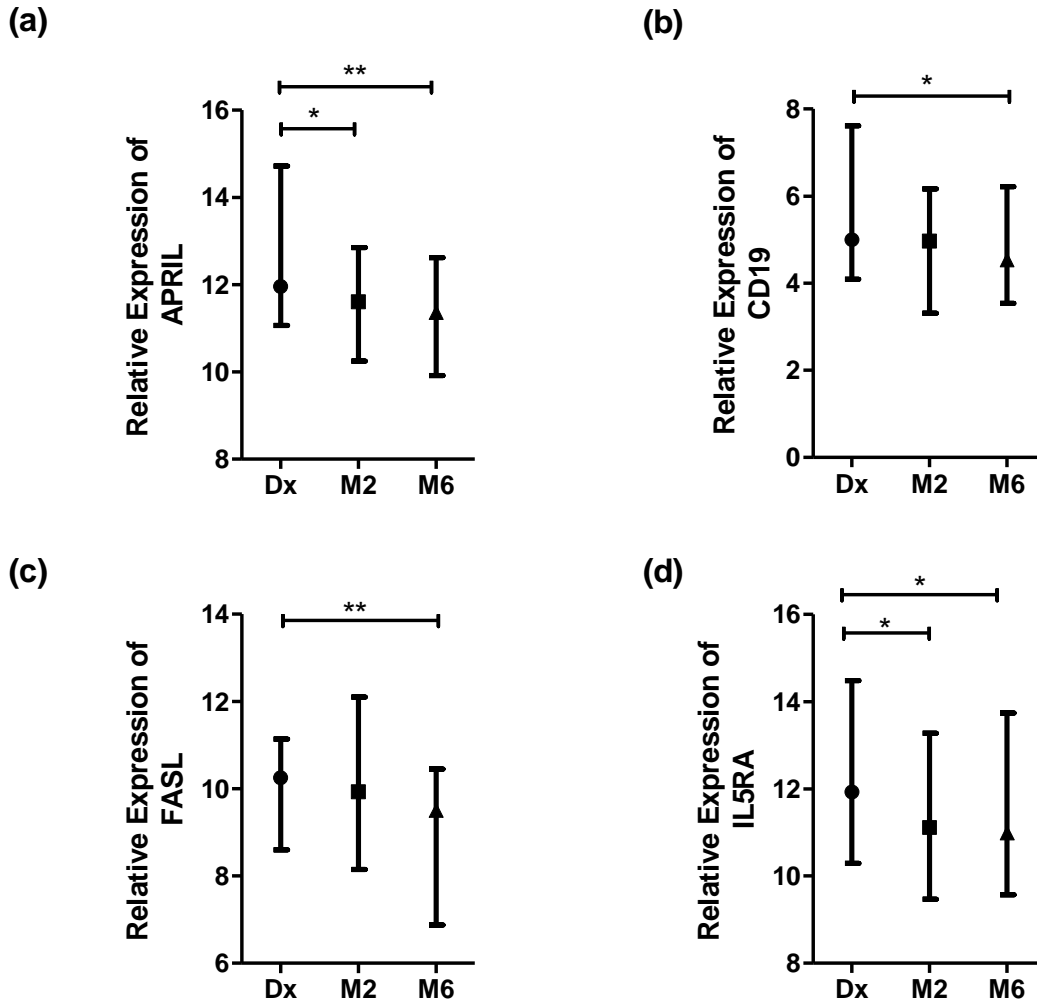 (a)
**
*
Relative Expression of
APRIL
16
14
12
10
8
Dx M2 M6
(b)
*
Relative Expression of
CD19
8
6
4
2
0
Dx M2 M6
(c)
**
Relative Expression of
FASL
14
12
10
8
6
Dx M2 M6
(d)
*
*
Relative Expression of
IL5RA
16
14
12
10
8
Dx M2 M6